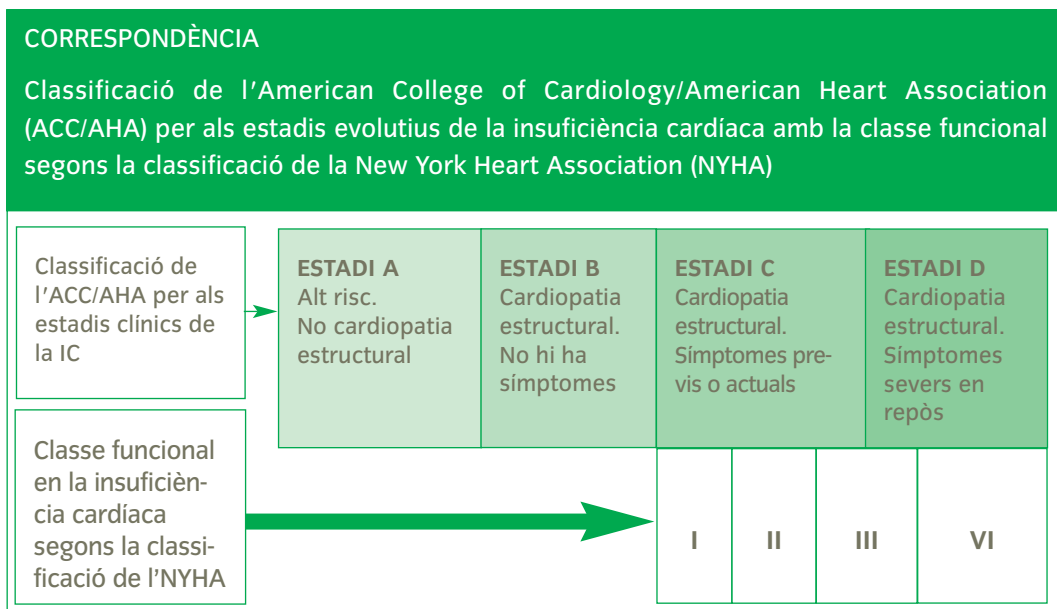 CORRESPONDÈNCIA
Classificació de l'American College of Cardiology/American Heart Association
(ACC/AHA) per als estadis evolutius de la insuficiència cardíaca amb la classe funcional
segons la classificació de la New York Heart Association (NYHA)
Classificació de
l'ACC/AHA per als
estadis clínics de
la IC
ESTADI A
Alt risc.
No cardiopatia
estructural
ESTADI B
Cardiopatia
estructural.
No hi ha
símptomes
ESTADI C
Cardiopatia
estructural.
Símptomes pre-
vis o actuals
ESTADI D
Cardiopatia
estructural.
Símptomes
severs en
repòs
Classe funcional
en la insuficièn-
cia cardíaca
segons la classi-
ficació de l'NYHA
I
II
III
VI